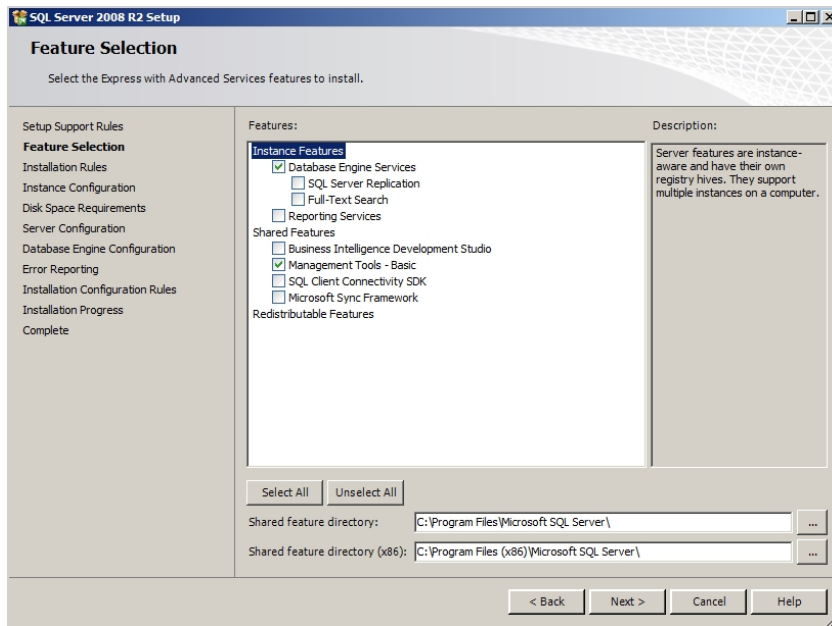 SQL Server 2008 R2 Setup
Feature Selection
Select the Express with Advanced Services features to install.
Setup Support Rules
Feature Selection
Installation Rules
Instance Configuration
Disk Space Requirements
Server Configuration
Database Engine Configuration
Error Reporting
Installation Configuration Rules
Installation Progress
Complete
Features:
Instance Features
Database Engine Services
SQL Server Replication
Full-Text Search
Reporting Services
Shared Features
Business Intelligence Development Studio
Management Tools - Basic
SQL Client Connectivity SDK
Microsoft Sync Framework
Redistributable Features
Description:
Server features are instance-
aware and have their own
registry hives. They support
multiple instances on a computer.
Select All
Unselect All
Shared feature directory:
C:\Program Files\Microsoft SQL Server\
...
Shared feature directory (x86):
C:\Program Files (x86)\Microsoft SQL Server\
...
< Back
Next >
Cancel
Help